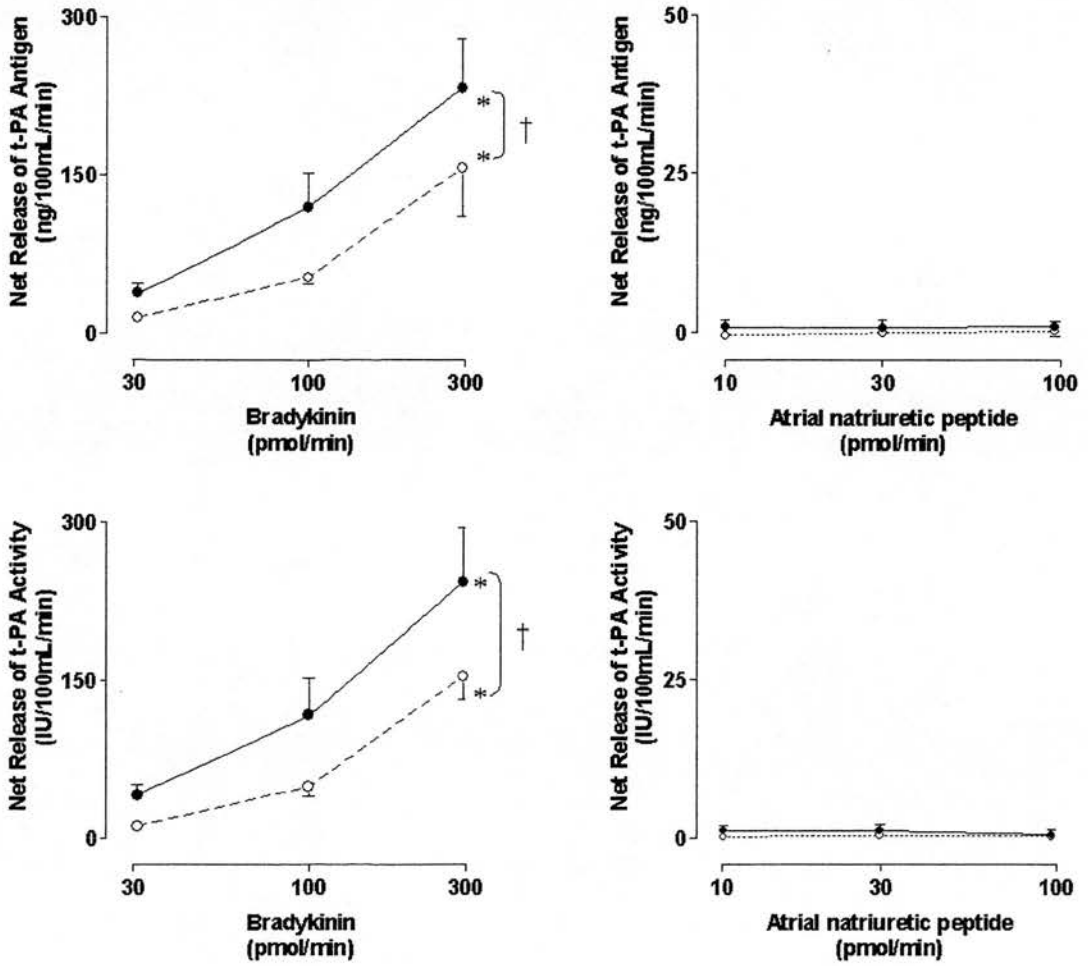 Net Release of t-PA Antigen
(ng/100mL/min)
300
150
0
*
*
†
30 100 300
Bradykinin
(pmol/min)
Net Release of t-PA Antigen
(ng/100mL/min)
50
25
0
10 30 100
Atrial natriuretic peptide
(pmol/min)
Net Release of t-PA Activity
(IU/100mL/min)
300
150
0
*
*
†
30 100 300
Bradykinin
(pmol/min)
Net Release of t-PA Activity
(IU/100mL/min)
50
25
0
10 30 100
Atrial natriuretic peptide
(pmol/min)